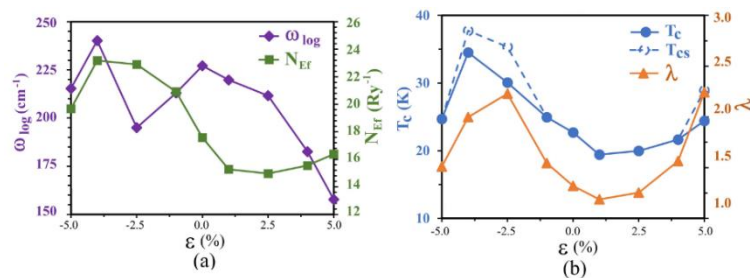 250
225
200
175
150
ω log (cm-1)
ω log
N Ef
26
24
22
20
18
16
14
12
N Ef (Ry-1)
-5.0 -2.5 0.0 2.5 5.0
ε (%)
(a)
40
30
20
10
Tc (K)
Tc
Tcs
λ
3.0
2.5
2.0
1.5
1.0
λ
-5.0 -2.5 0.0 2.5 5.0
ε (%)
(b)